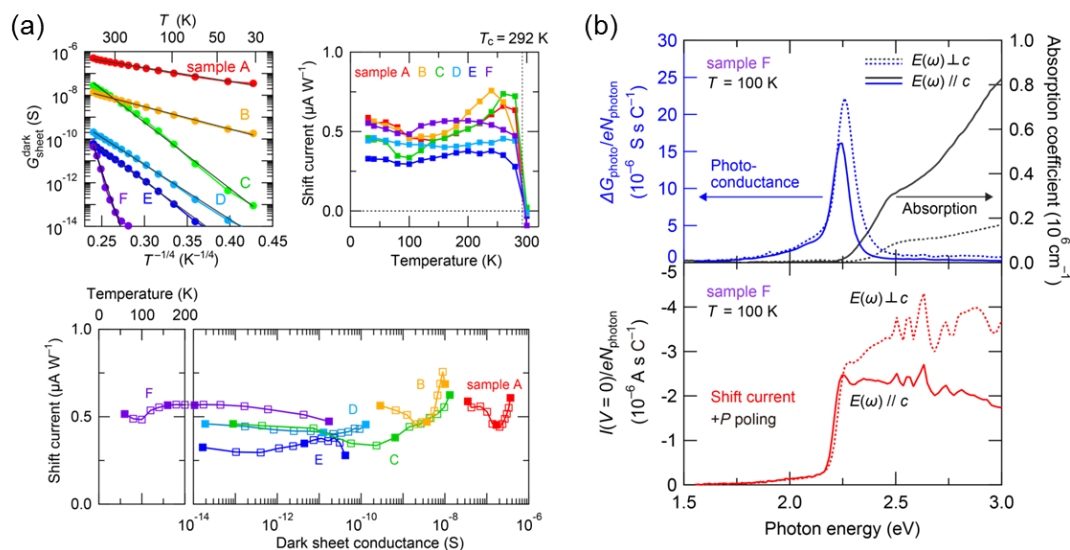 (a)
T (K)
300 100 50 30
10⁻⁶
10⁻⁸
10⁻¹⁰
10⁻¹²
10⁻¹⁴
G^dark_sheet (S)
sample A
B
C
D
E
F
0.25 0.30 0.35 0.40 0.45
T⁻¹/⁴ (K⁻¹/⁴)
T_C = 292 K
1.0
0.5
0.0
Shift current (μA W⁻¹)
sample A B C D E F
0 100 200 300
Temperature (K)
Temperature (K)
0 100 200
1.0
0.5
0.0
Shift current (μA W⁻¹)
F
E
D
C
B
sample A
10⁻¹⁴ 10⁻¹² 10⁻¹⁰ 10⁻⁸ 10⁻⁶
Dark sheet conductance (S)
(b)
30
25
20
15
10
5
0
ΔG_photo/eN_photon
(10⁻⁶ S s C⁻¹)
sample F
T = 100 K
E(ω)⊥c
E(ω)//c
Photo-
conductance
Absorption
1.0
0.8
0.6
0.4
0.2
0.0
Absorption coefficient (10⁶ cm⁻¹)
-5
-4
-3
-2
-1
0
I(V = 0)/eN_photon
(10⁻⁶ A s C⁻¹)
sample F
T = 100 K
E(ω)⊥c
E(ω)//c
Shift current
+P poling
1.5 2.0 2.5 3.0
Photon energy (eV)